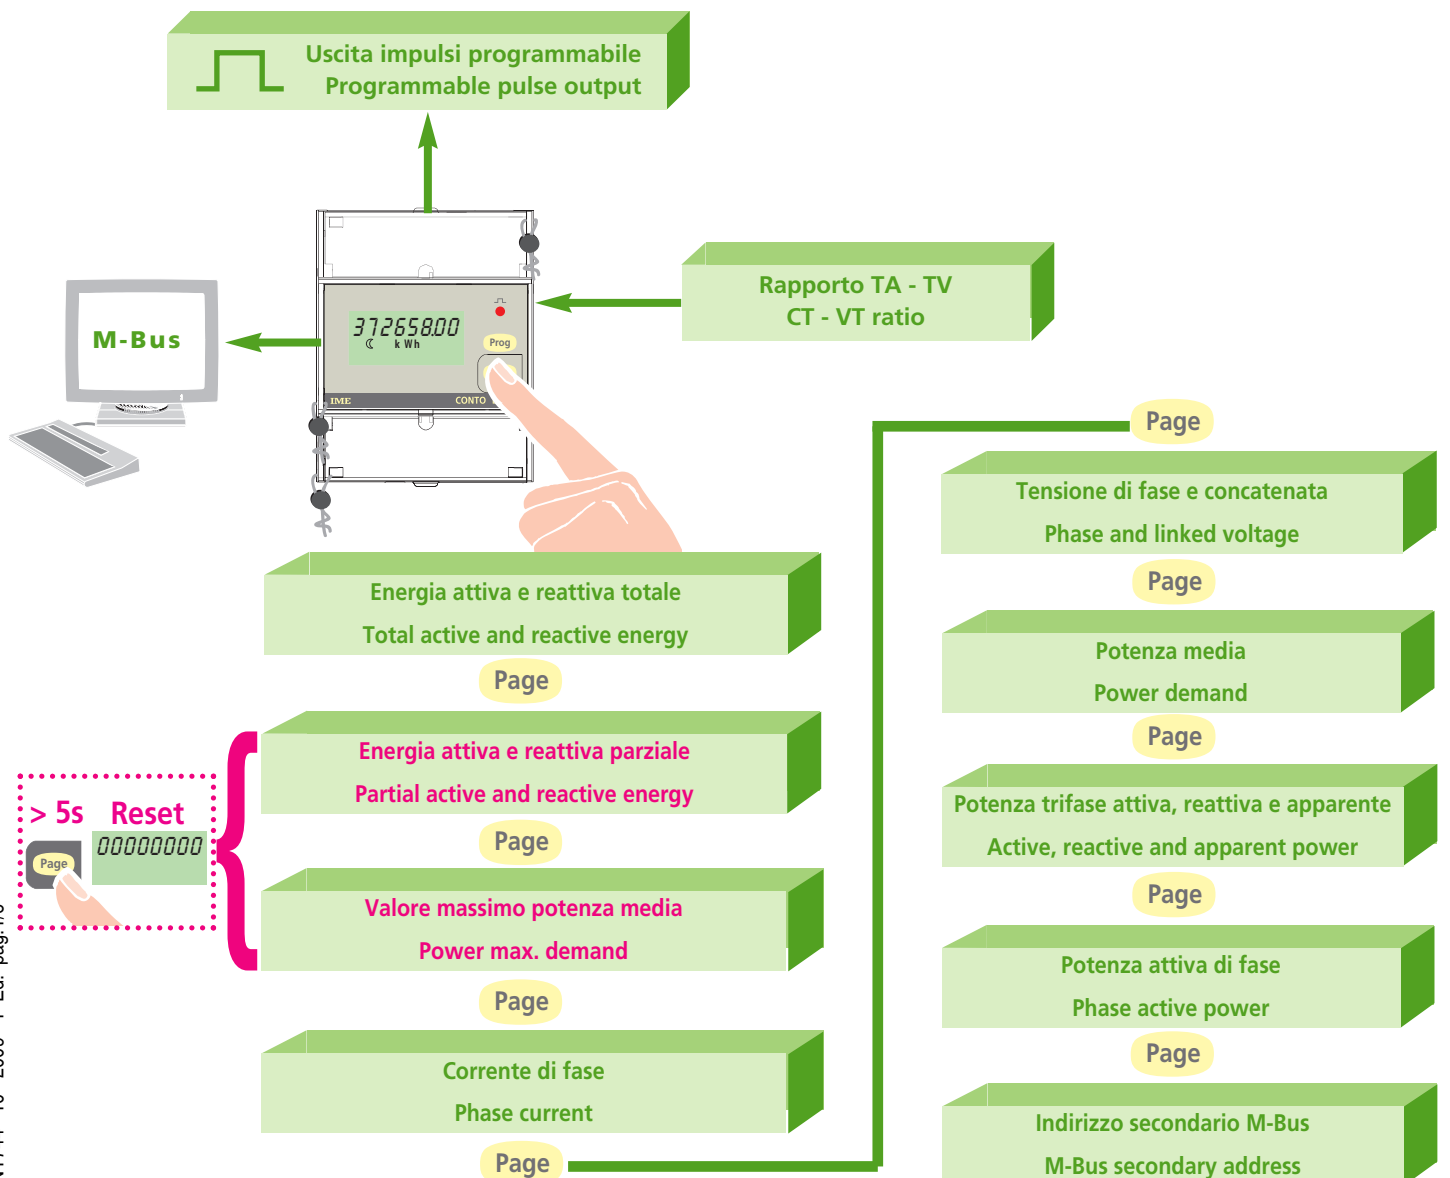 Uscita impulsi programmabile
Programmable pulse output
Rapporto TA - TV
CT - VT ratio
M-Bus
372658.00
k Wh
Prog
IME
CONTO
Energia attiva e reattiva totale
Total active and reactive energy
Page
Energia attiva e reattiva parziale
Partial active and reactive energy
> 5s Reset
00000000
Page
Page
Valore massimo potenza media
Power max. demand
Page
Corrente di fase
Phase current
Page
Page
Tensione di fase e concatenata
Phase and linked voltage
Page
Potenza media
Power demand
Page
Potenza trifase attiva, reattiva e apparente
Active, reactive and apparent power
Page
Potenza attiva di fase
Phase active power
Page
Indirizzo secondario M-Bus
M-Bus secondary address